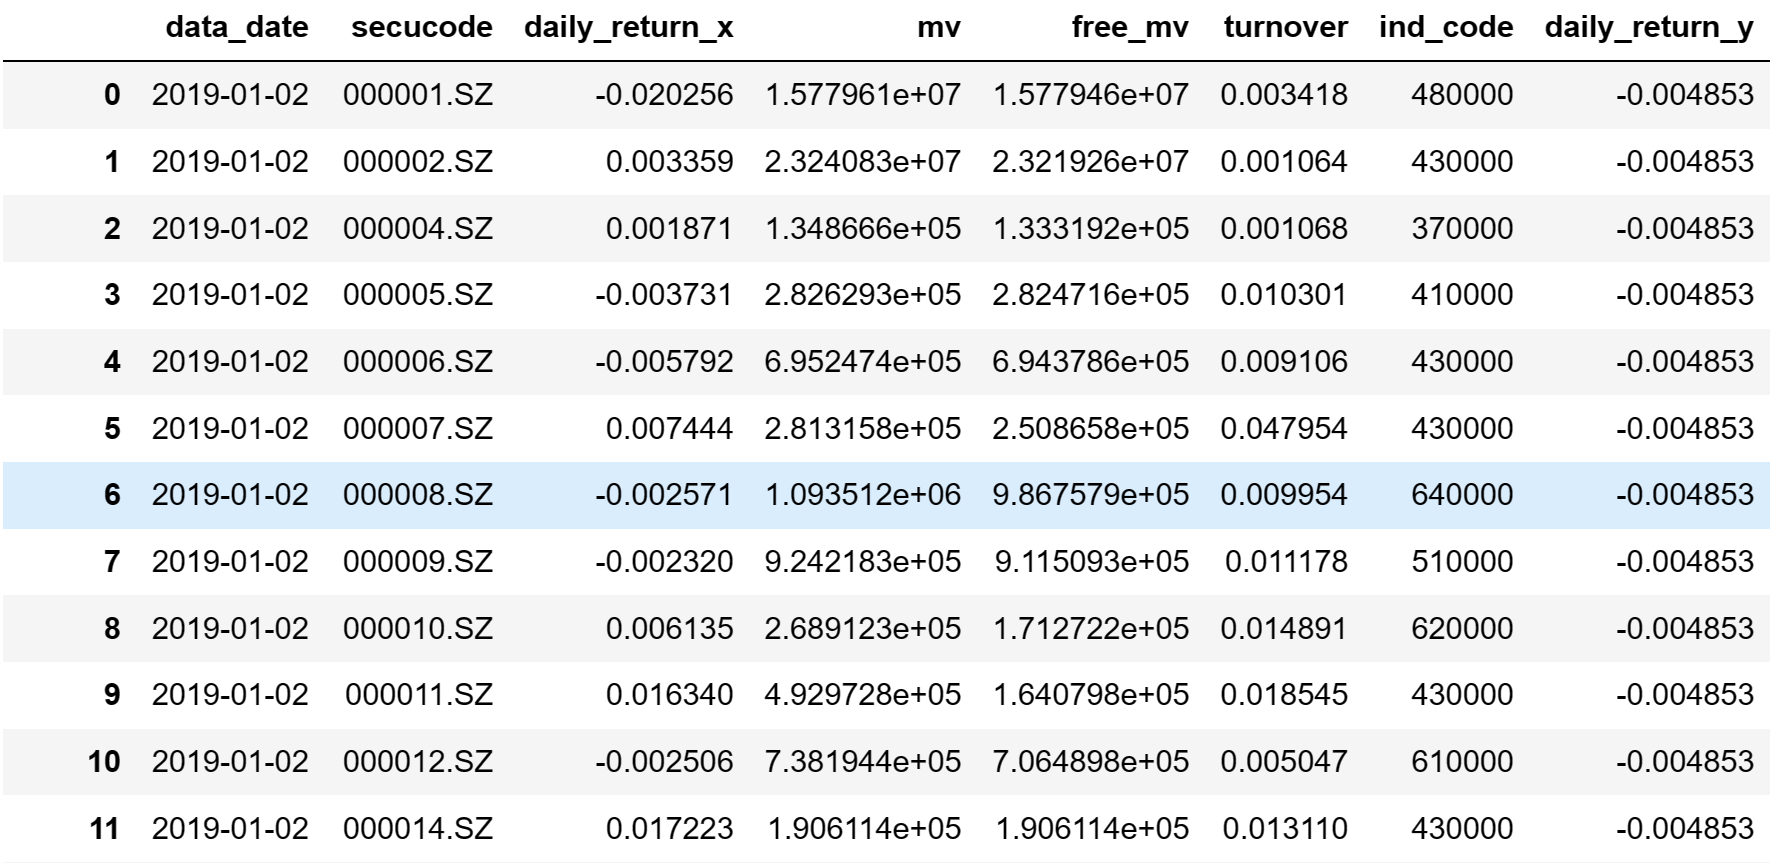 data_date secucode daily_return_x mv free_mv turnover ind_code daily_return_y
0 2019-01-02 000001.SZ -0.020256 1.577961e+07 1.577946e+07 0.003418 480000 -0.004853
1 2019-01-02 000002.SZ 0.003359 2.324083e+07 2.321926e+07 0.001064 430000 -0.004853
2 2019-01-02 000004.SZ 0.001871 1.348666e+05 1.333192e+05 0.001068 370000 -0.004853
3 2019-01-02 000005.SZ -0.003731 2.826293e+05 2.824716e+05 0.010301 410000 -0.004853
4 2019-01-02 000006.SZ -0.005792 6.952474e+05 6.943786e+05 0.009106 430000 -0.004853
5 2019-01-02 000007.SZ 0.007444 2.813158e+05 2.508658e+05 0.047954 430000 -0.004853
6 2019-01-02 000008.SZ -0.002571 1.093512e+06 9.867579e+05 0.009954 640000 -0.004853
7 2019-01-02 000009.SZ -0.002320 9.242183e+05 9.115093e+05 0.011178 510000 -0.004853
8 2019-01-02 000010.SZ 0.006135 2.689123e+05 1.712722e+05 0.014891 620000 -0.004853
9 2019-01-02 000011.SZ 0.016340 4.929728e+05 1.640798e+05 0.018545 430000 -0.004853
10 2019-01-02 000012.SZ -0.002506 7.381944e+05 7.064898e+05 0.005047 610000 -0.004853
11 2019-01-02 000014.SZ 0.017223 1.906114e+05 1.906114e+05 0.013110 430000 -0.004853